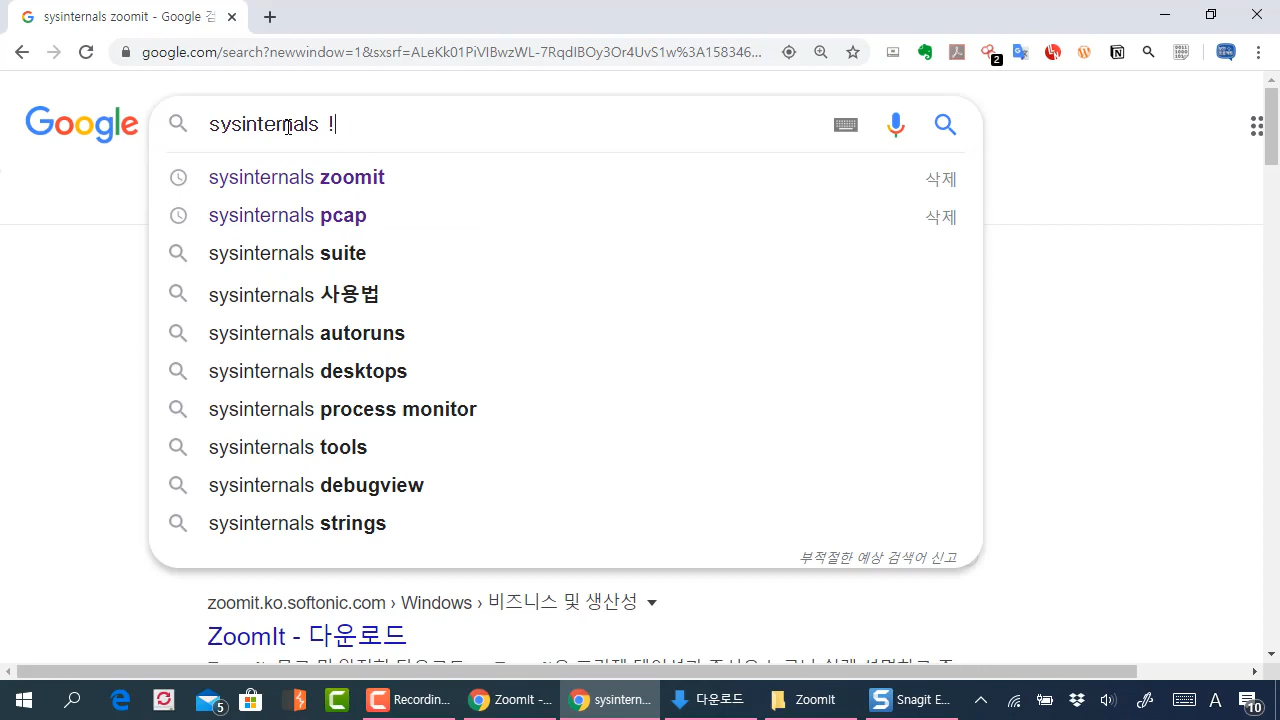 sysinternals zoomit - Google 검
google.com/search?newwindow=1&sxsrf=ALeKk01PiVIBwzWL-7RqdIBOy3Or4UvS1w%3A158346...
2
Google
sysinternals !
sysinternals zoomit 삭제
sysinternals pcap 삭제
sysinternals suite
sysinternals 사용법
sysinternals autoruns
sysinternals desktops
sysinternals process monitor
sysinternals tools
sysinternals debugview
sysinternals strings
부적절한 예상 검색어 신고
zoomit.ko.softonic.com › Windows › 비즈니스 및 생산성
ZoomIt - 다운로드
5 Recordin... ZoomIt -... sysintern... 다운로드 ZoomIt Snagit E... A 10